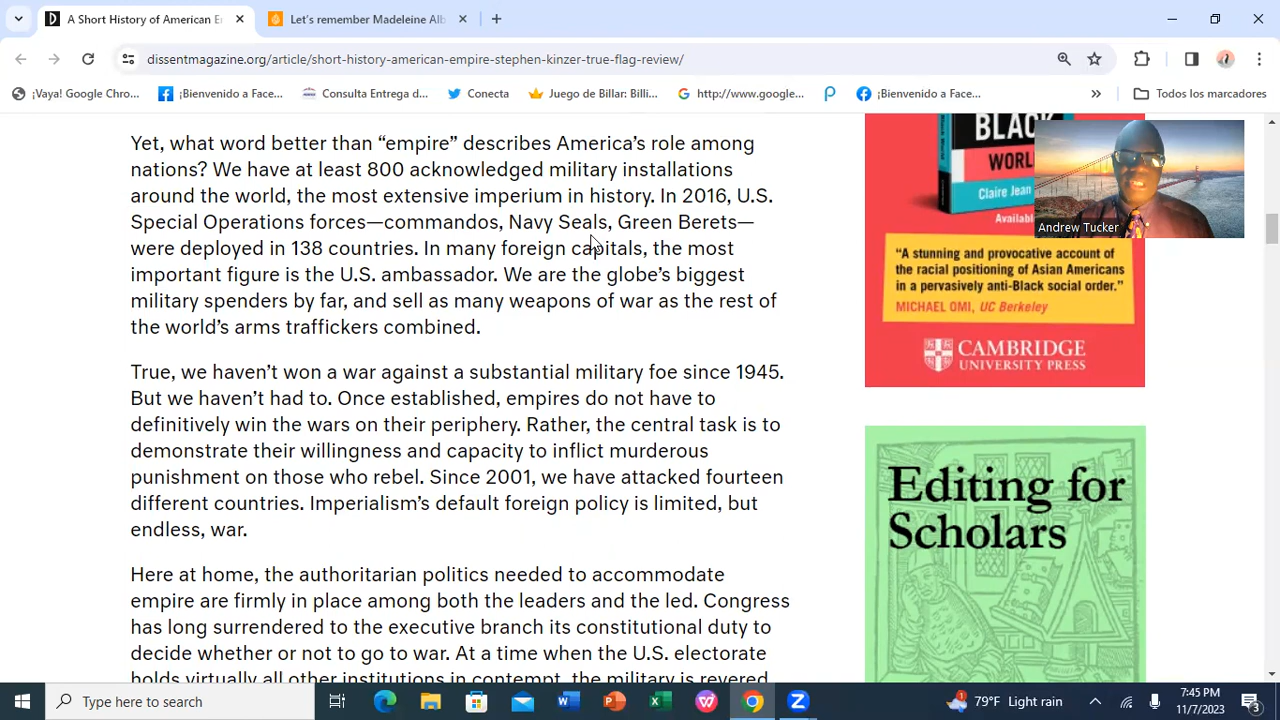 A Short History of American E
Let's remember Madeleine Alb
dissentmagazine.org/article/short-history-american-empire-stephen-kinzer-true-flag-review/
¡Vaya! Google Chro...
¡Bienvenido a Face...
Consulta Entrega d...
Conecta
Juego de Billar: Billi...
http://www.google...
¡Bienvenido a Face...
»
Todos los marcadores
Yet, what word better than “empire” describes America’s role among
nations? We have at least 800 acknowledged military installations
around the world, the most extensive imperium in history. In 2016, U.S.
Special Operations forces—commandos, Navy Seals, Green Berets—
were deployed in 138 countries. In many foreign capitals, the most
important figure is the U.S. ambassador. We are the globe’s biggest
military spenders by far, and sell as many weapons of war as the rest of
the world’s arms traffickers combined.
True, we haven’t won a war against a substantial military foe since 1945.
But we haven’t had to. Once established, empires do not have to
definitively win the wars on their periphery. Rather, the central task is to
demonstrate their willingness and capacity to inflict murderous
punishment on those who rebel. Since 2001, we have attacked fourteen
different countries. Imperialism’s default foreign policy is limited, but
endless, war.
Here at home, the authoritarian politics needed to accommodate
empire are firmly in place among both the leaders and the led. Congress
has long surrendered to the executive branch its constitutional duty to
decide whether or not to go to war. At a time when the U.S. electorate
holds virtually all other institutions in contempt, the military is revered
BLACK
WORL
Claire Jean
Availab
Andrew Tucker
“A stunning and provocative account of
the racial positioning of Asian Americans
in a pervasively anti-Black social order.”
MICHAEL OMI, UC Berkeley
CAMBRIDGE
UNIVERSITY PRESS
Editing for
Scholars
Type here to search
1
79°F Light rain
7:45 PM
11/7/2023
3